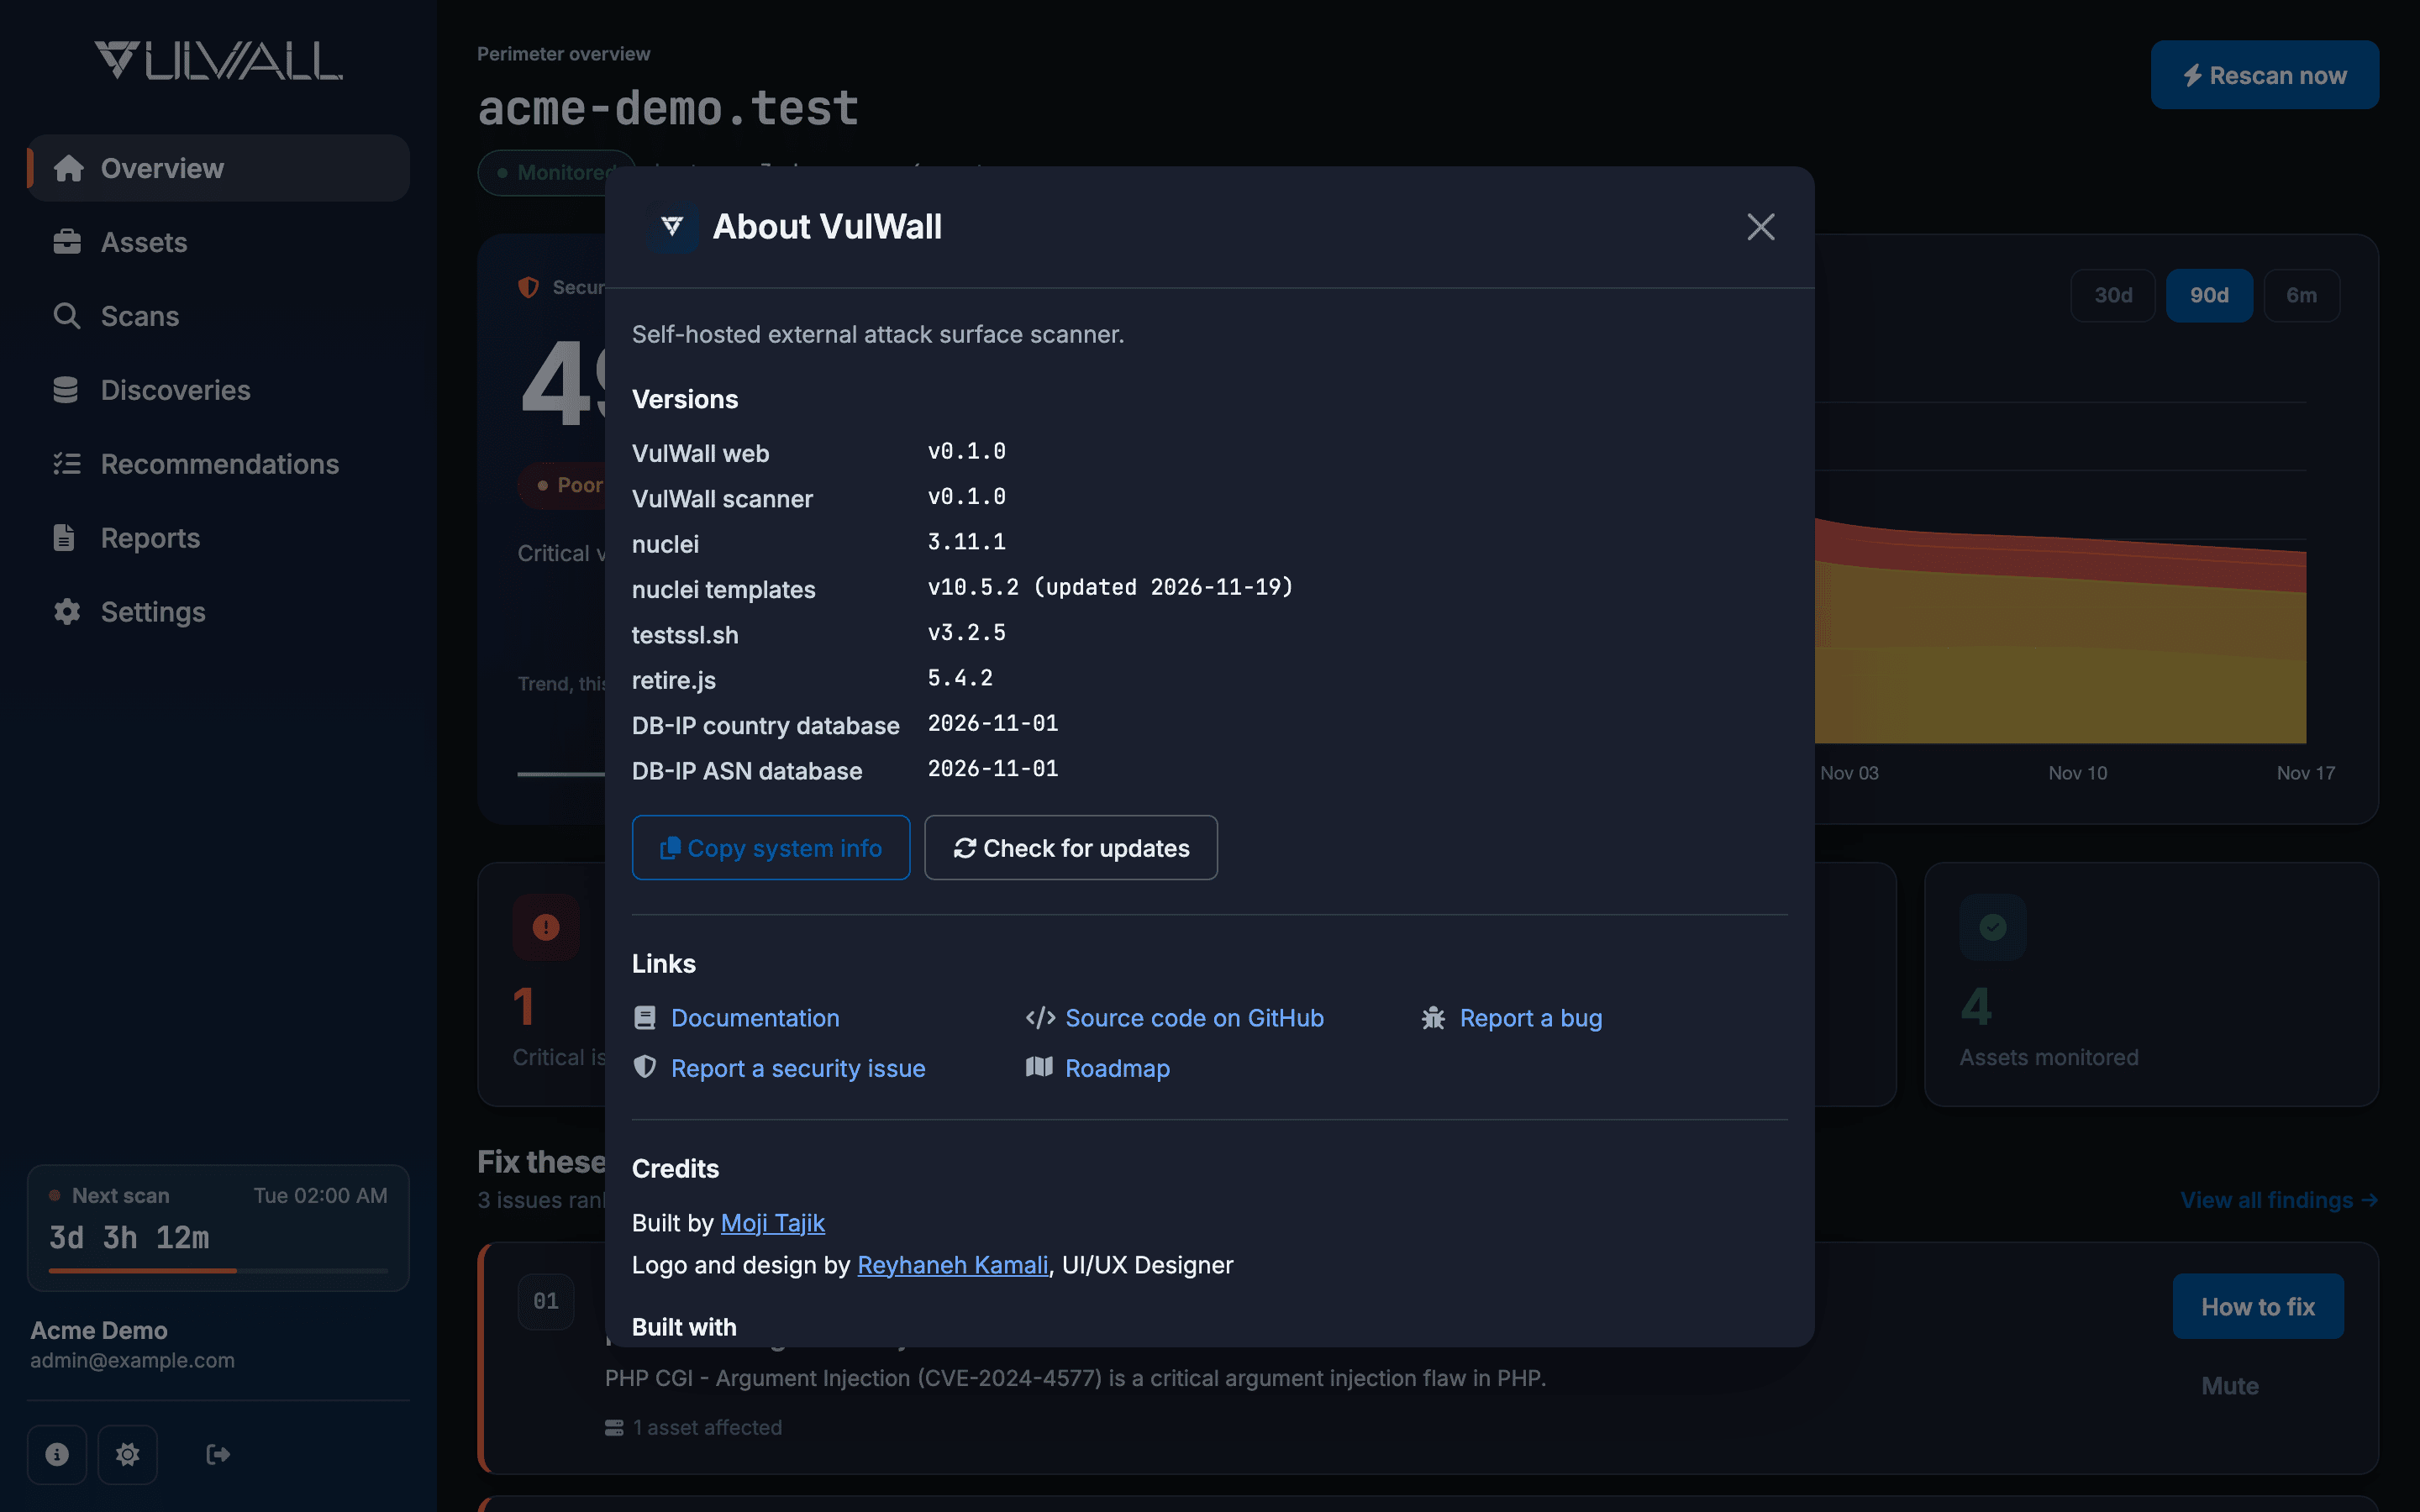 VULWALL
Overview
Assets
Scans
Discoveries
Recommendations
Reports
Settings
Next scan Tue 02:00 AM
3d 3h 12m
Acme Demo
admin@example.com
Perimeter overview
acme-demo.test
Rescan now
Monitored
30d 90d 6m
Poor
Trend,
Nov 03 Nov 10 Nov 17
About VulWall
Self-hosted external attack surface scanner.
Versions
VulWall web v0.1.0
VulWall scanner v0.1.0
nuclei 3.11.1
nuclei templates v10.5.2 (updated 2026-11-19)
testssl.sh v3.2.5
retire.js 5.4.2
DB-IP country database 2026-11-01
DB-IP ASN database 2026-11-01
Copy system info Check for updates
Links
Documentation Source code on GitHub Report a bug
Report a security issue Roadmap
Credits
Built by Moji Tajik
Logo and design by Reyhaneh Kamali, UI/UX Designer
Built with
1
Critical
4
Assets monitored
Fix these
3 issues
View all findings →
01
PHP CGI - Argument Injection (CVE-2024-4577) is a critical argument injection flaw in PHP.
1 asset affected
How to fix
Mute